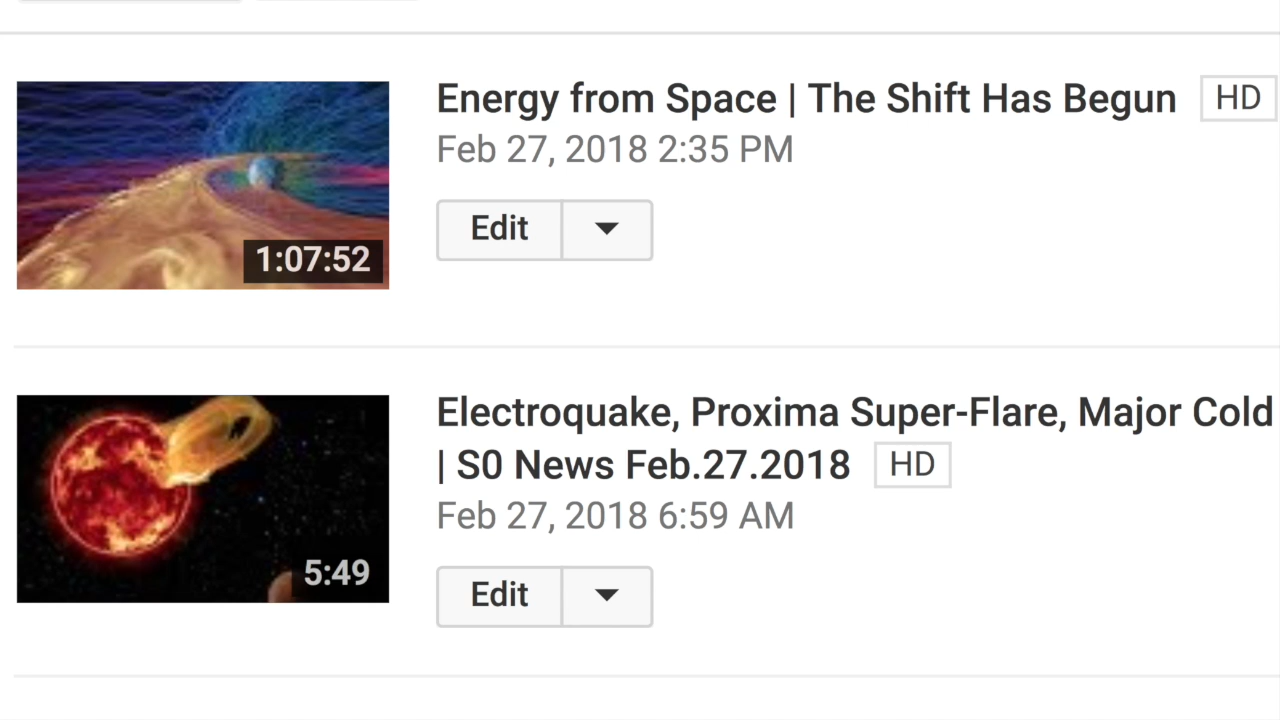 Energy from Space | The Shift Has Begun HD
Feb 27, 2018 2:35 PM
Edit
1:07:52
Electroquake, Proxima Super-Flare, Major Cold
| S0 News Feb.27.2018 HD
Feb 27, 2018 6:59 AM
5:49
Edit